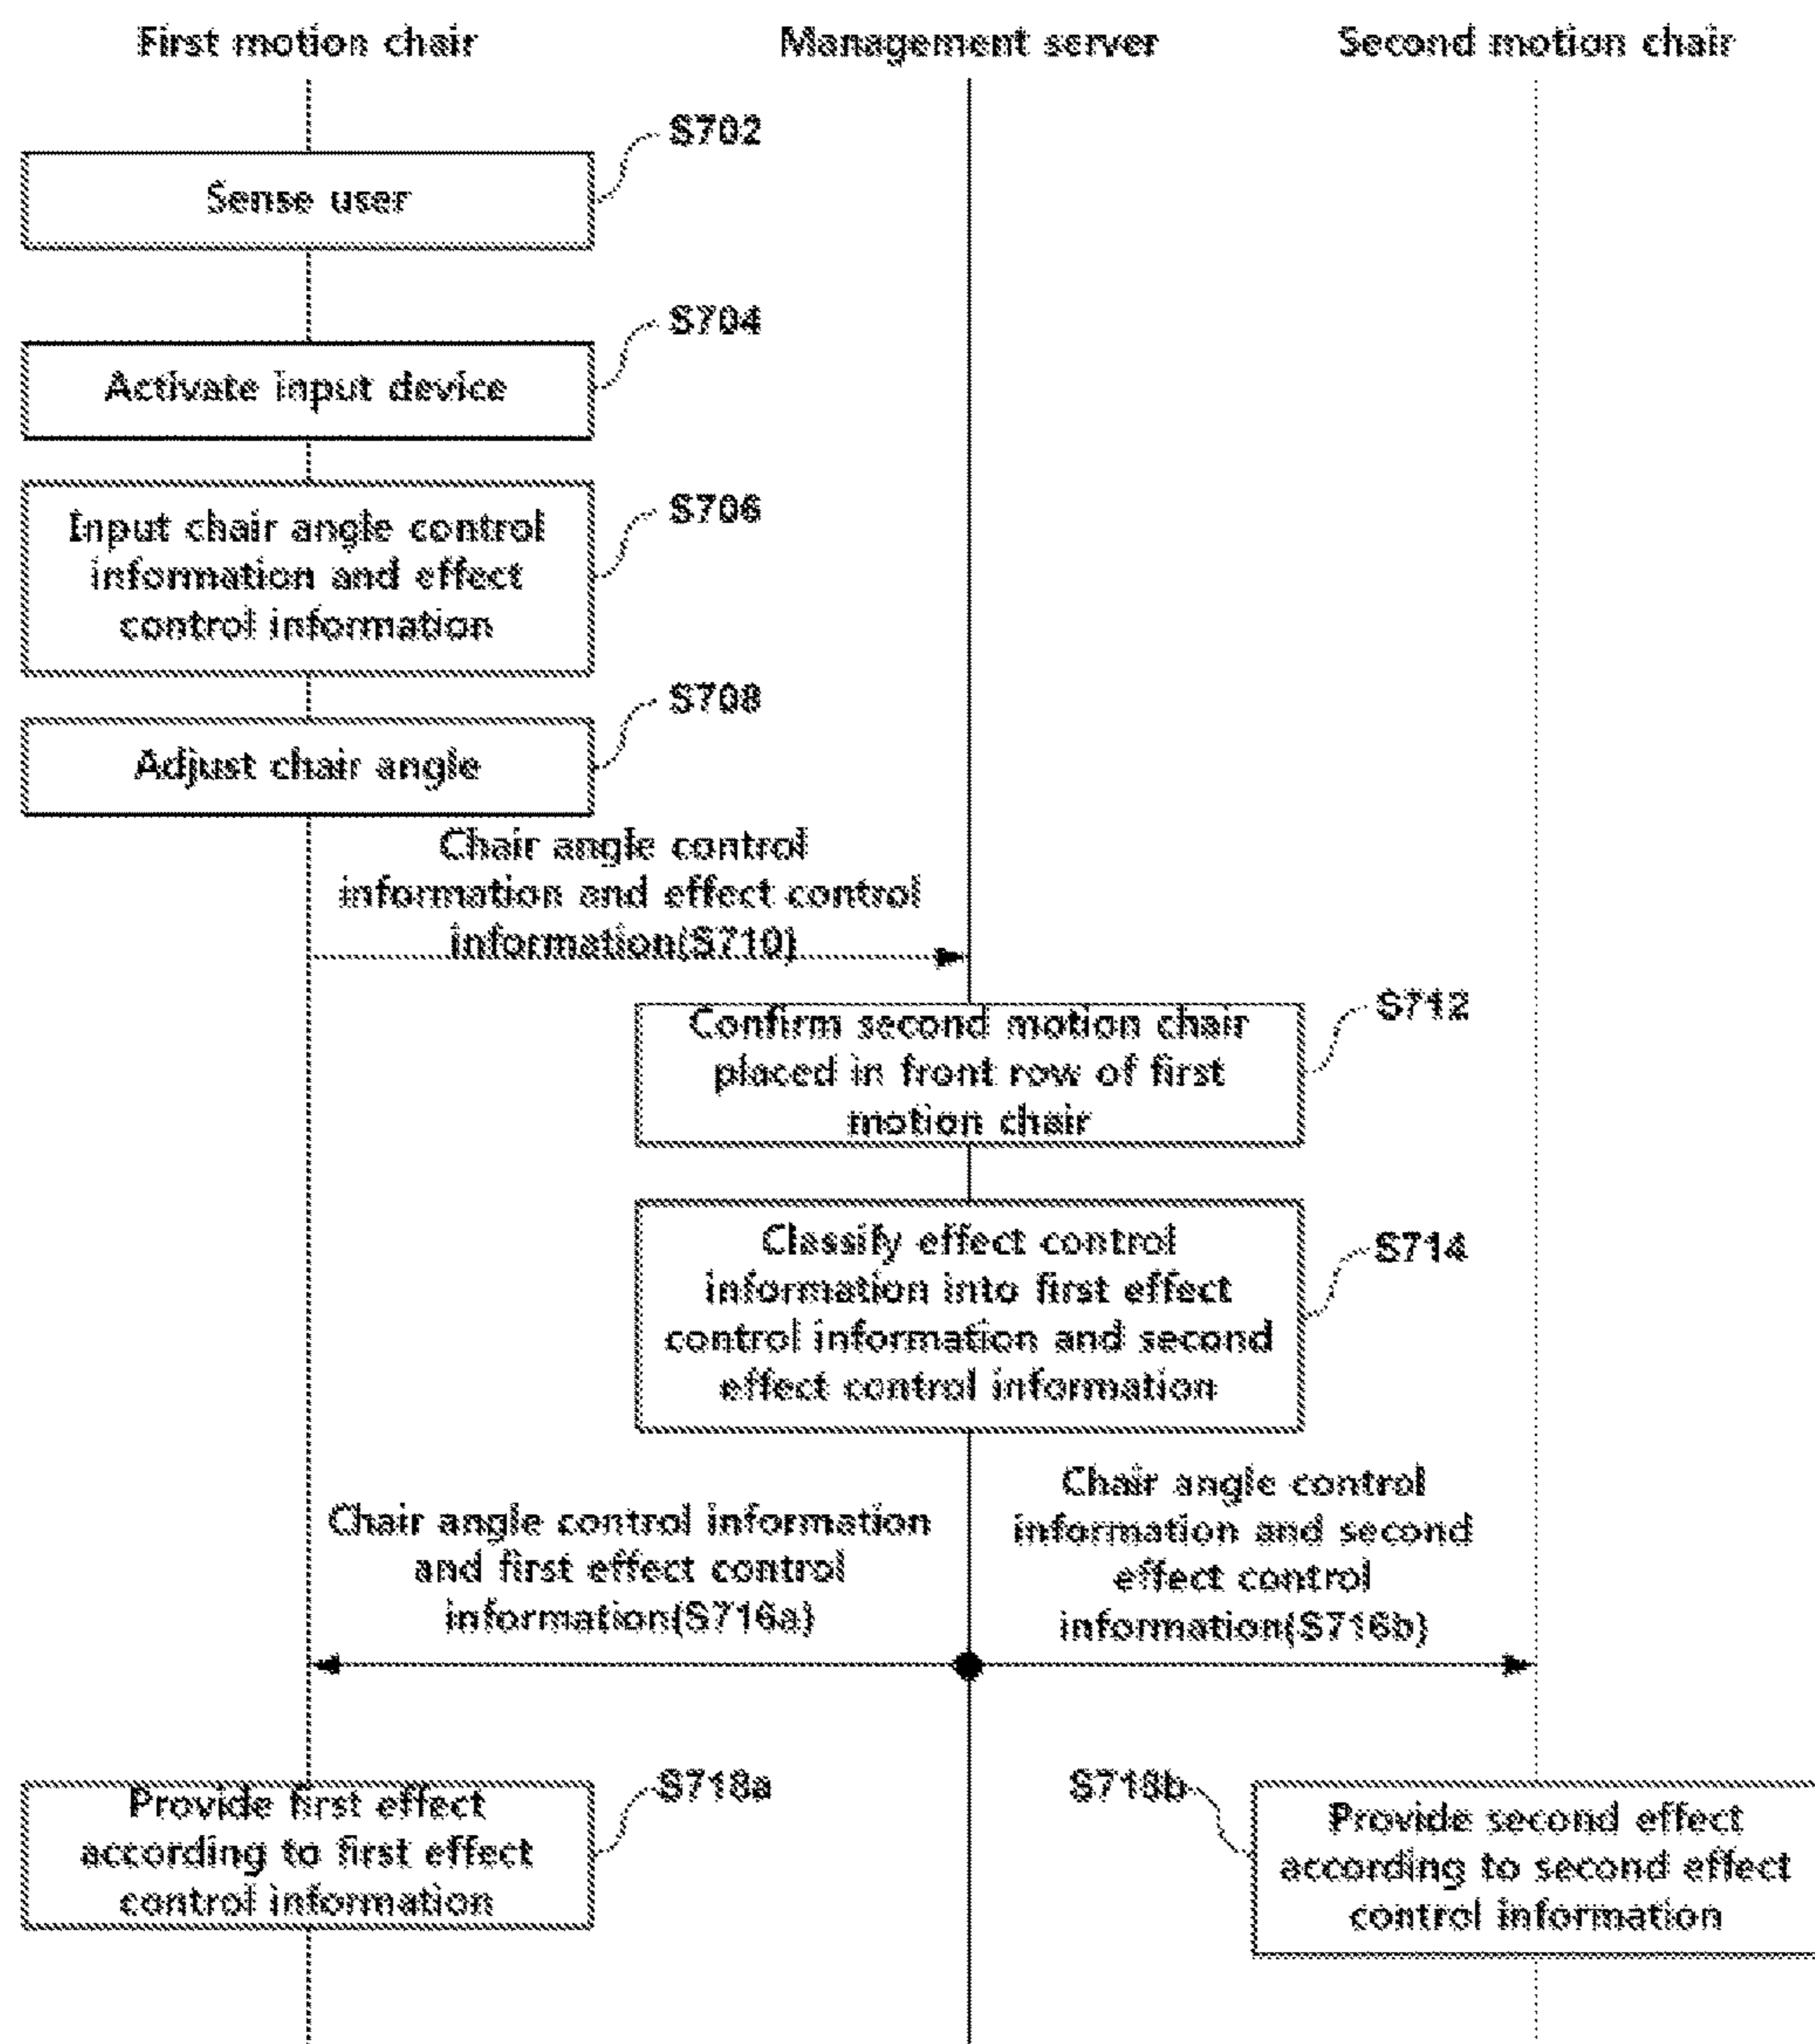 First motion chair
Management server
Second motion chair
S702
Sense user
S704
Activate input device
S706
Input chair angle control
information and effect
control information
S708
Adjust chair angle
Chair angle control
information and effect control
information(S710)
S712
Confirm second motion chair
placed in front row of first
motion chair
S714
Classify effect control
information into first effect
control information and second
effect control information
Chair angle control information
and first effect control
information(S716a)
Chair angle control
information and second
effect control
information(S716b)
S718a
Provide first effect
according to first effect
control information
S718b
Provide second effect
according to second effect
control information